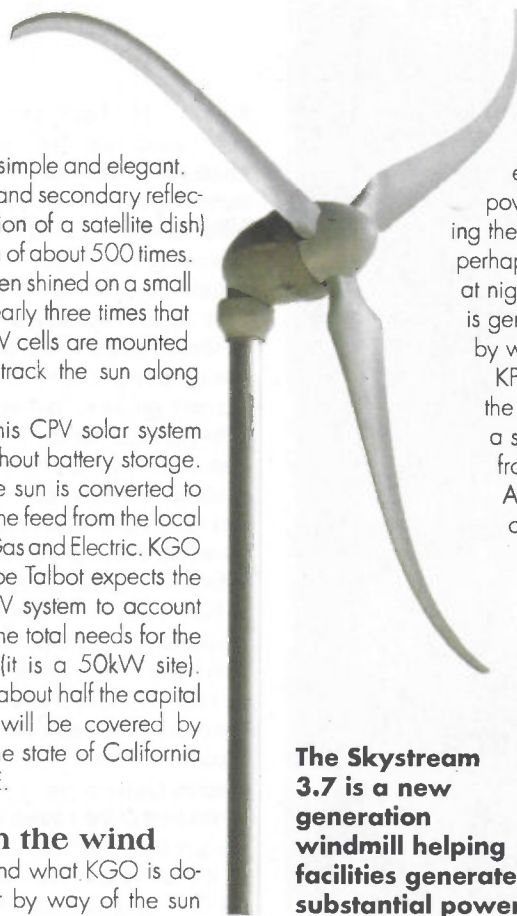 simple and elegant.
and secondary reflec-
ion of a satellite dish)
of about 500 times.
en shined on a small
early three times that
V cells are mounted
track the sun along
his CPV solar system
hout battery storage.
e sun is converted to
he feed from the local
Gas and Electric. KGO
be Talbot expects the
V system to account
he total needs for the
(it is a 50kW site).
about half the capital
will be covered by
e state of California
E.
n the wind
nd what KGO is do-
r by way of the sun
e
pov
ing the
perhap
at nig
is ger
by w
KF
the
a s
fro
A
c
The Skystream
3.7 is a new
generation
windmill helping
facilities generate
substantial power